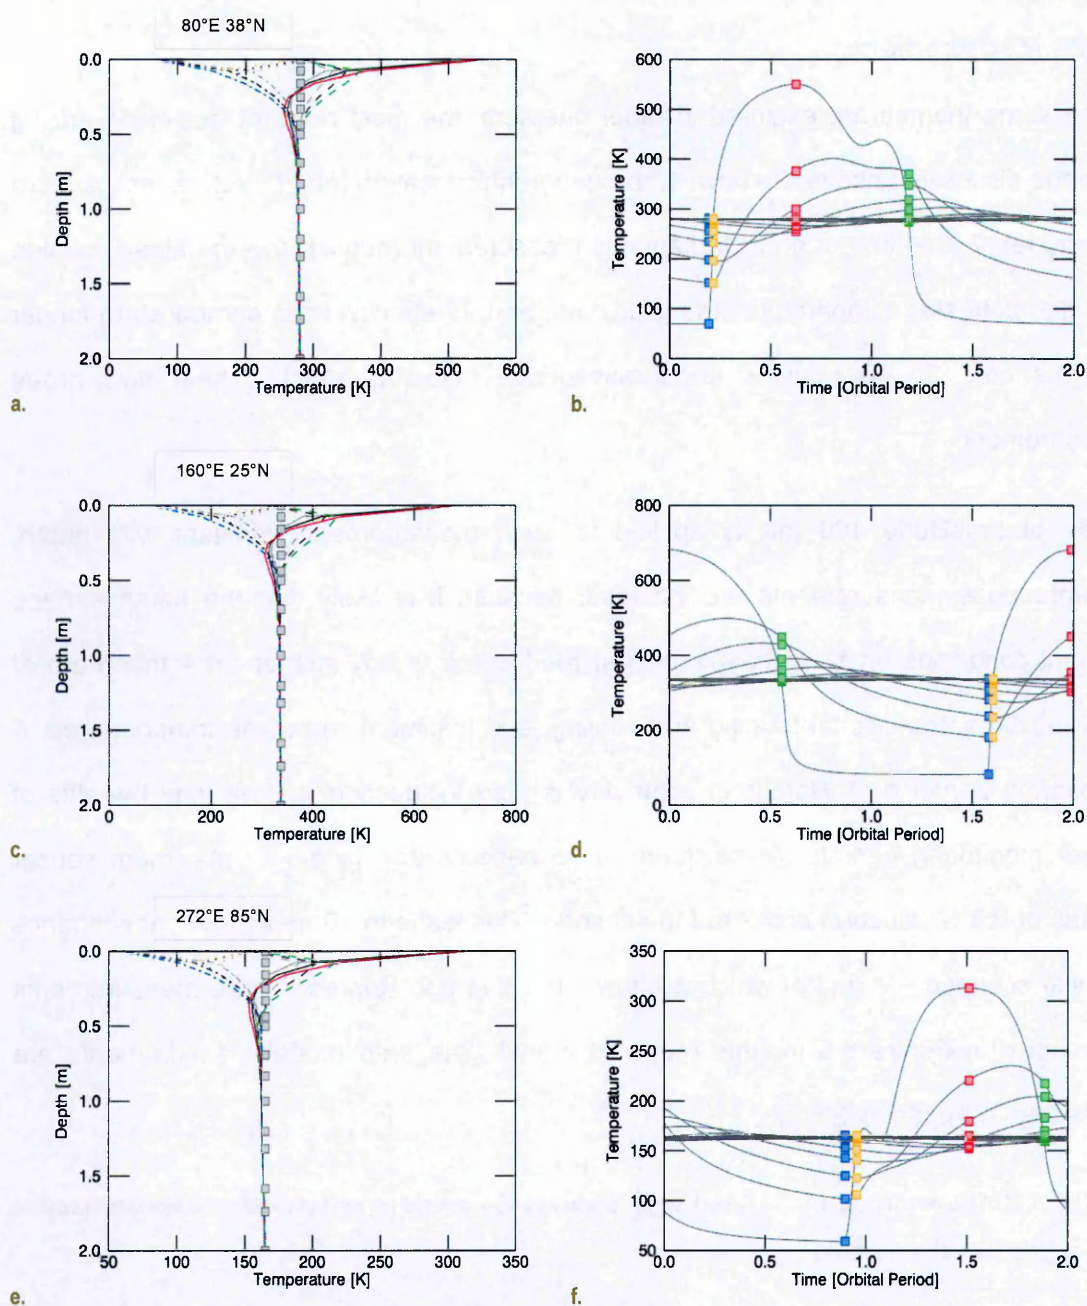 80°E 38°N
0.0
0.5
1.0
1.5
2.0
Depth [m]
100 200 300 400 500 600
Temperature [K]
a.
600
500
400
300
200
100
0
Temperature [K]
0.0 0.5 1.0 1.5 2.0
Time [Orbital Period]
b.
160°E 25°N
0.0
0.5
1.0
1.5
2.0
Depth [m]
0 200 400 600 800
Temperature [K]
c.
800
600
400
200
0
Temperature [K]
0.0 0.5 1.0 1.5 2.0
Time [Orbital Period]
d.
272°E 85°N
0.0
0.5
1.0
1.5
2.0
Depth [m]
50 100 150 200 250 300 350
Temperature [K]
e.
350
300
250
200
150
100
50
Temperature [K]
0.0 0.5 1.0 1.5 2.0
Time [Orbital Period]
f.